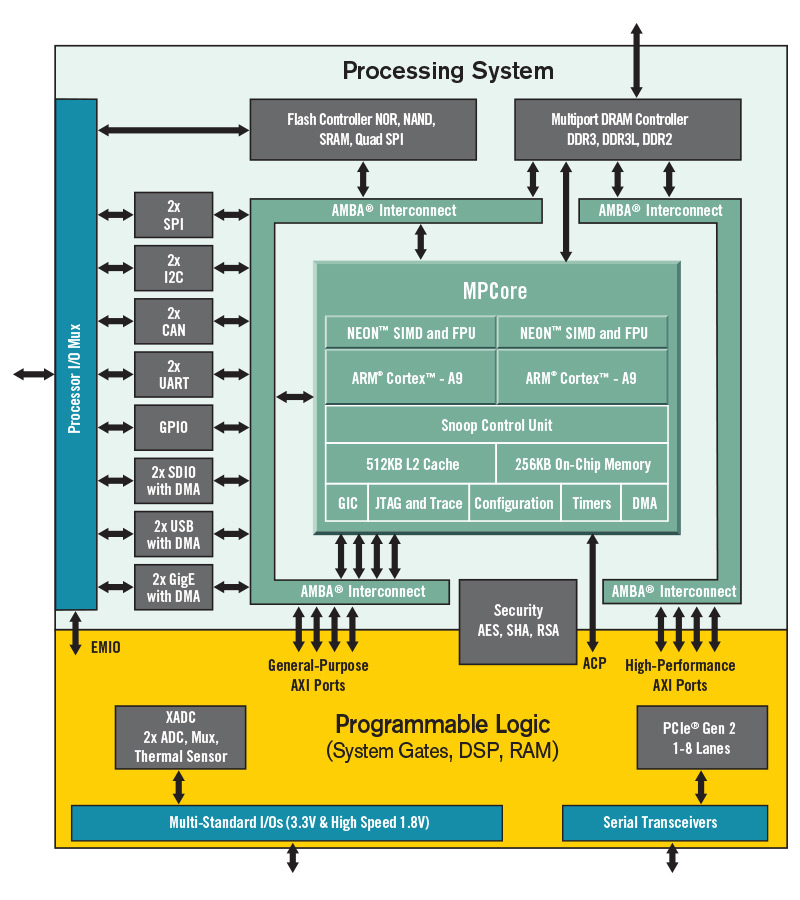 Processing System
Flash Controller NOR, NAND,
SRAM, Quad SPI
Multiport DRAM Controller
DDR3, DDR3L, DDR2
AMBA® Interconnect
AMBA® Interconnect
Processor I/O Mux
2x
SPI
2x
I2C
2x
CAN
2x
UART
GPIO
2x SDIO
with DMA
2x USB
with DMA
2x GigE
with DMA
MPCore
NEON™ SIMD and FPU
NEON™ SIMD and FPU
ARM® Cortex™ - A9
ARM® Cortex™ - A9
Snoop Control Unit
512KB L2 Cache
256KB On-Chip Memory
GIC
JTAG and Trace
Configuration
Timers
DMA
AMBA® Interconnect
AMBA® Interconnect
Security
AES, SHA, RSA
EMIO
General-Purpose
AXI Ports
ACP
High-Performance
AXI Ports
XADC
2x ADC, Mux,
Thermal Sensor
Programmable Logic
(System Gates, DSP, RAM)
PCIe® Gen 2
1-8 Lanes
Multi-Standard I/Os (3.3V & High Speed 1.8V)
Serial Transceivers